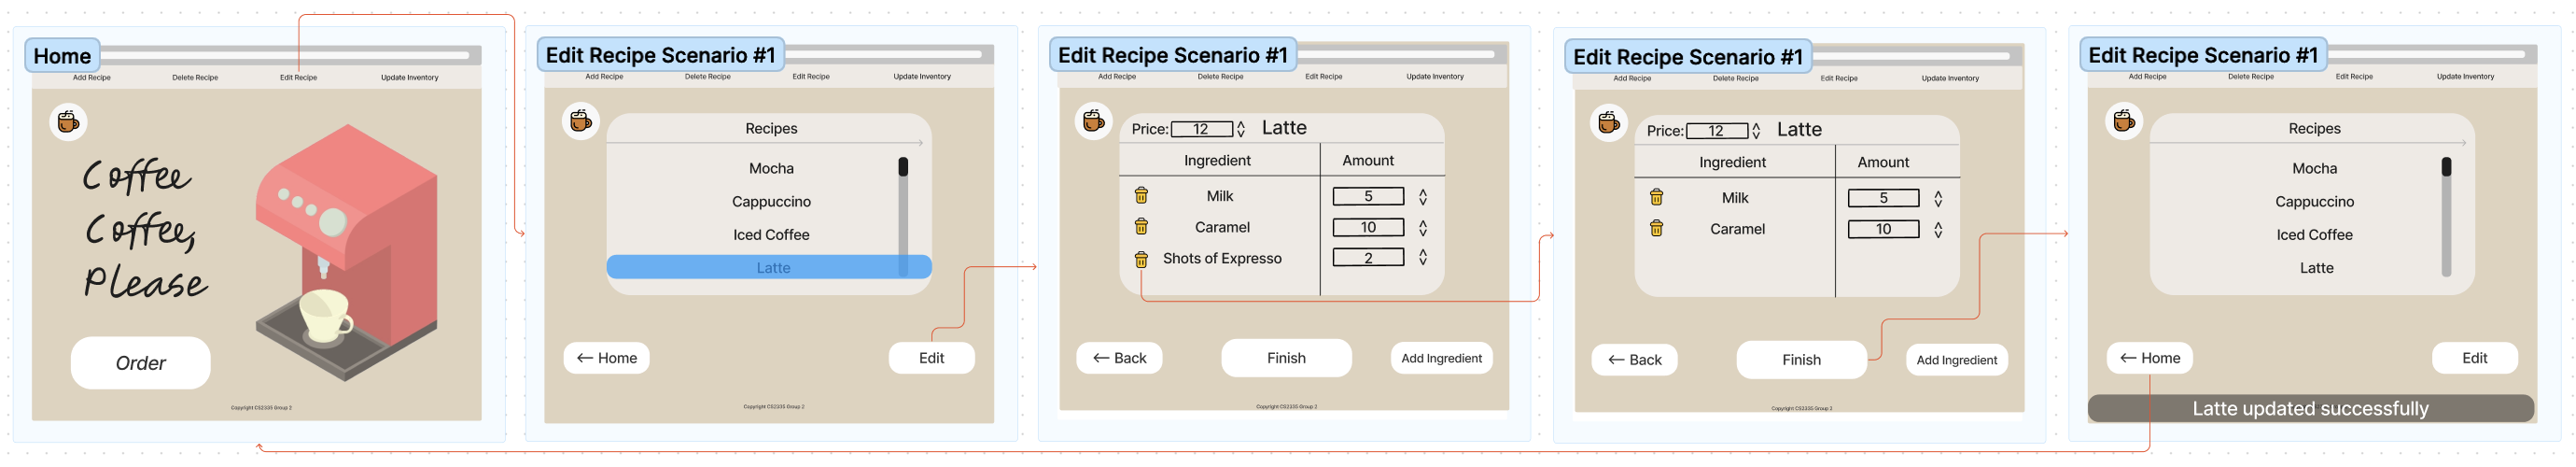 Home
Add Recipe
Delete Recipe
Edit Recipe
Update Inventory
Coffee
Coffee,
Please
Order
Copyright CS2335 Group 2
Edit Recipe Scenario #1
Add Recipe
Delete Recipe
Edit Recipe
Update Inventory
Recipes
Mocha
Cappuccino
Iced Coffee
Latte
← Home
Edit
Copyright CS2335 Group 2
Edit Recipe Scenario #1
Add Recipe
Delete Recipe
Edit Recipe
Update Inventory
Price: 12 Latte
Ingredient Amount
Milk 5
Caramel 10
Shots of Expresso 2
← Back
Finish
Add Ingredient
Copyright CS2335 Group 2
Edit Recipe Scenario #1
Add Recipe
Delete Recipe
Edit Recipe
Update Inventory
Price: 12 Latte
Ingredient Amount
Milk 5
Caramel 10
← Back
Finish
Add Ingredient
Copyright CS2335 Group 2
Edit Recipe Scenario #1
Add Recipe
Delete Recipe
Edit Recipe
Update Inventory
Recipes
Mocha
Cappuccino
Iced Coffee
Latte
← Home
Edit
Latte updated successfully